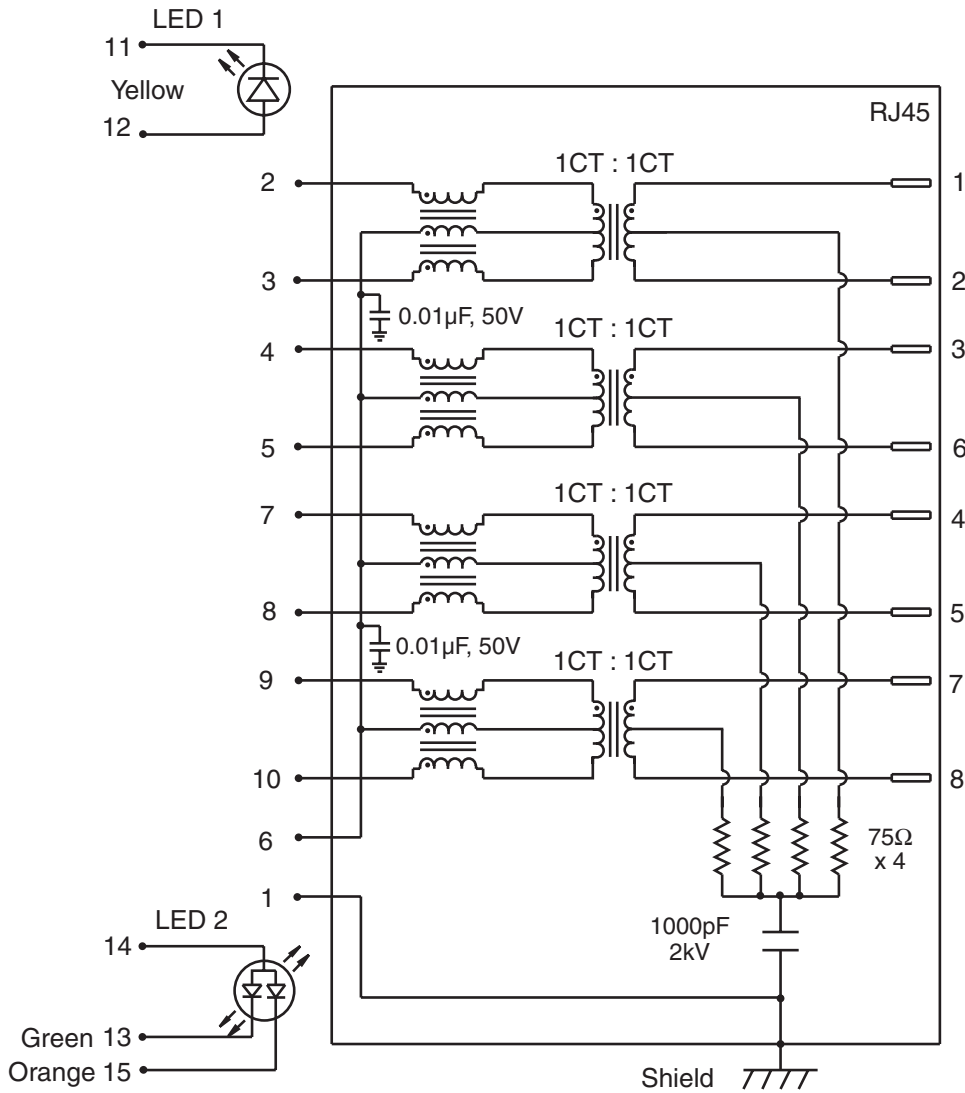 LED 1
11
Yellow
12
RJ45
1CT : 1CT
2
1
3
2
0.01µF, 50V
1CT : 1CT
4
3
5
6
1CT : 1CT
7
4
8
5
0.01µF, 50V
1CT : 1CT
9
7
10
8
6
75Ω
x 4
1
LED 2
1000pF
2kV
14
Green 13
Orange 15
Shield